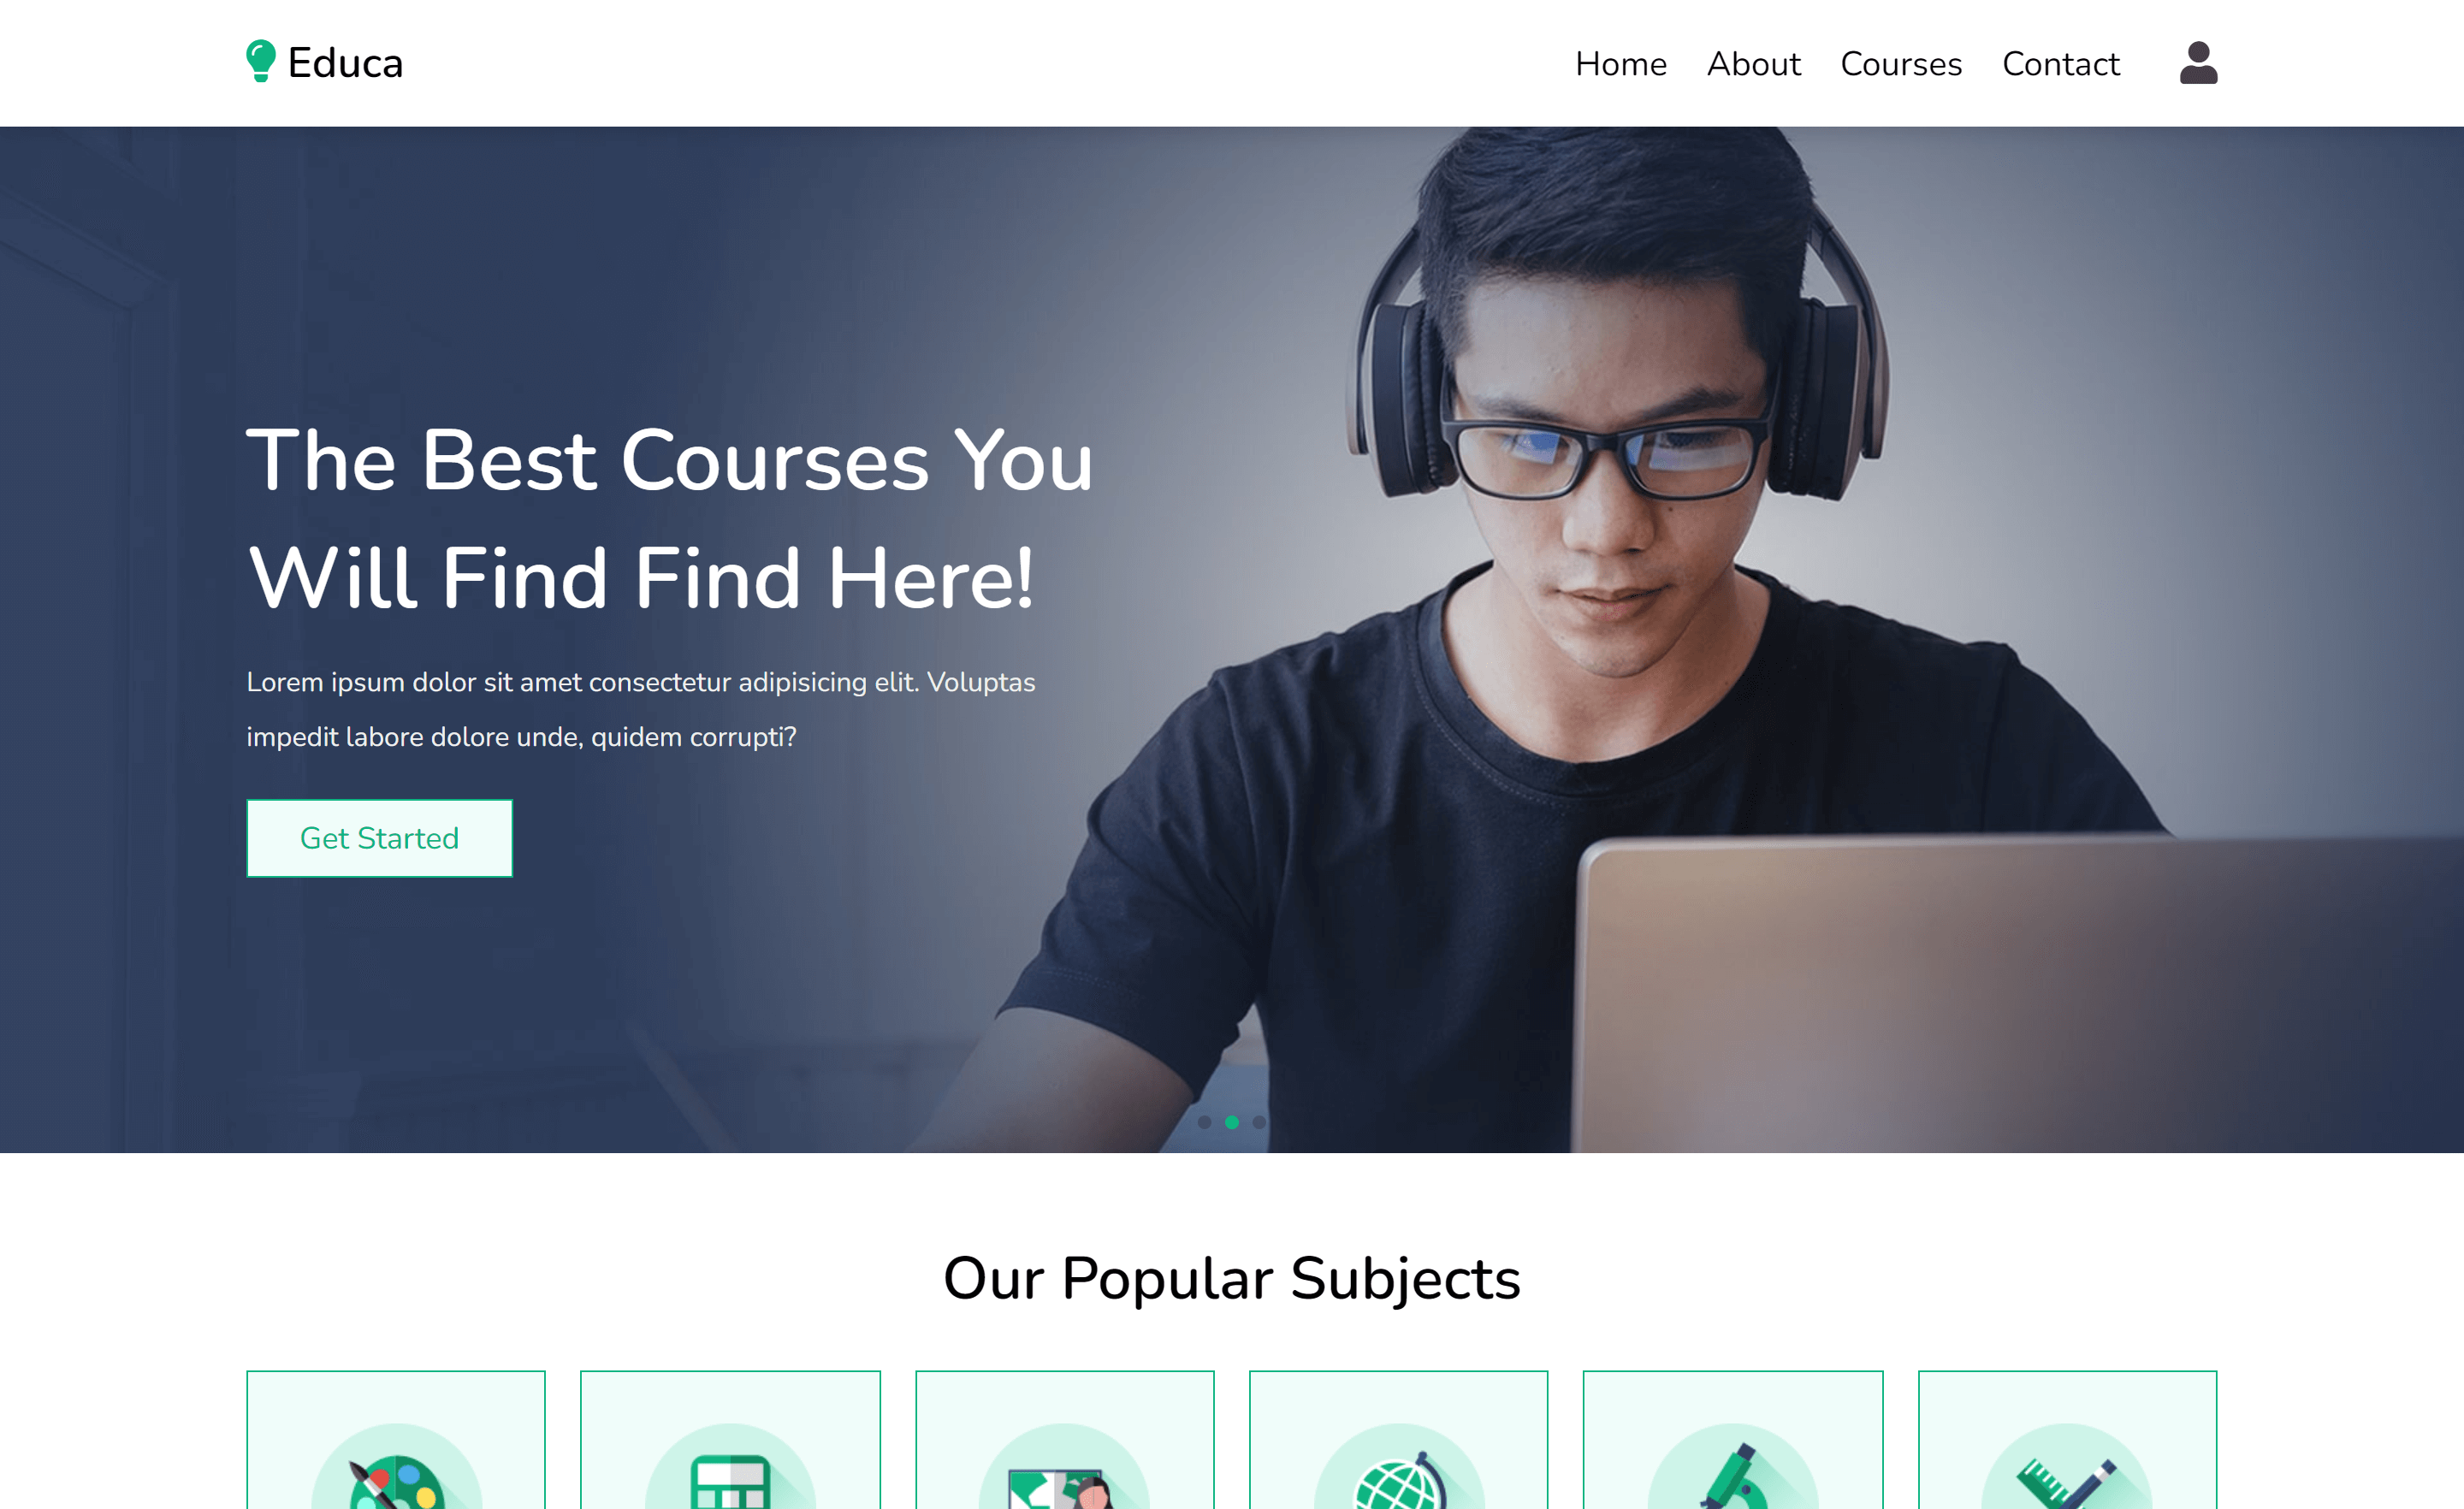 Educa
Home About Courses Contact
The Best Courses You
Will Find Find Here!
Lorem ipsum dolor sit amet consectetur adipisicing elit. Voluptas
impedit labore dolore unde, quidem corrupti?
Get Started
Our Popular Subjects